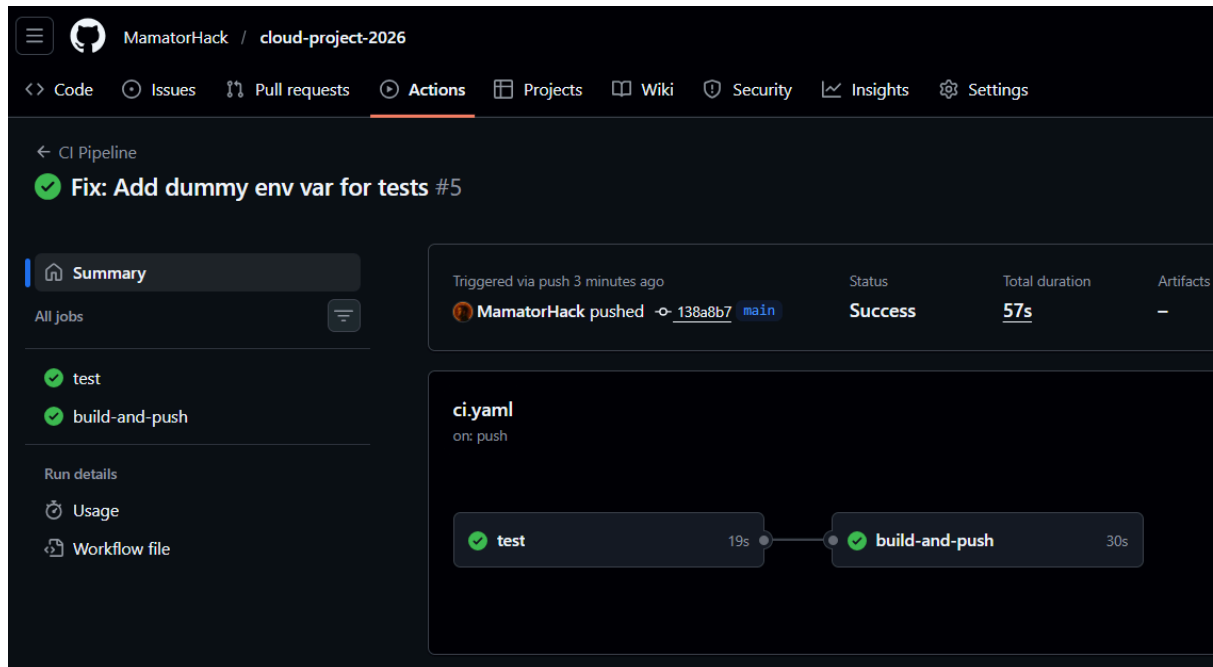 MamatorHack / cloud-project-2026
Code Issues Pull requests Actions Projects Wiki Security Insights Settings
← CI Pipeline
Fix: Add dummy env var for tests #5
Summary
All jobs
test
build-and-push
Run details
Usage
Workflow file
Triggered via push 3 minutes ago
MamatorHack pushed 138a8b7 main
Status
Success
Total duration
57s
Artifacts
–
ci.yaml
on: push
test 19s
build-and-push 30s